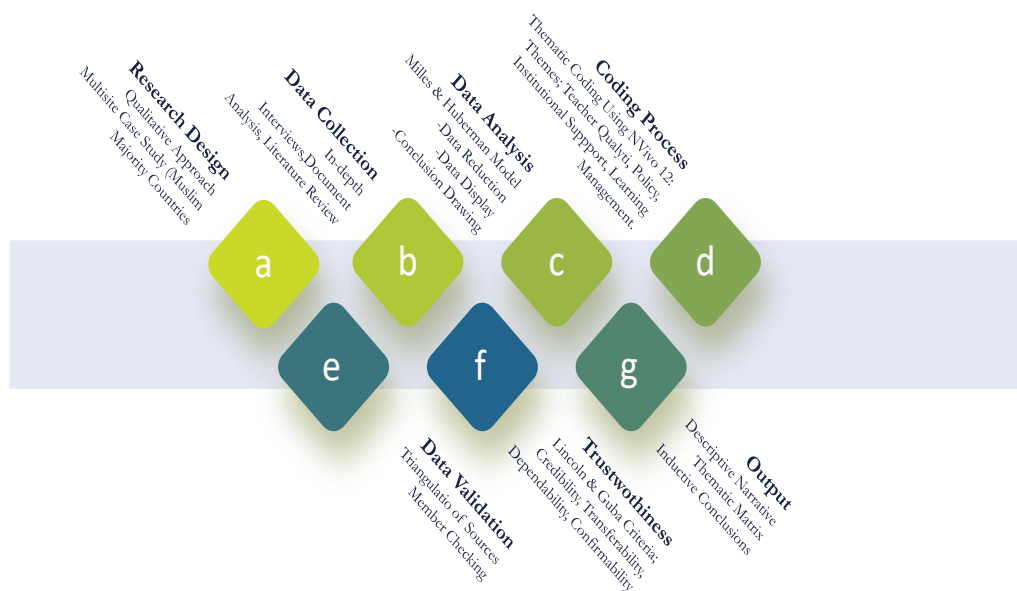 Research Design
Qualitative Approach
Multisite Case Study (Muslim
Majority Countries
Data Collection
In-depth
Interviews,Document
Analysis, Literature Review
Data Analysis
Milles & Huberman Model
-Data Reduction
-Data Display
-Conclusion Drawing
Coding Process
Thematic Coding Using NVivo 12:
Themes; Teacher Qualyti, Policy,
Institutional Suppport, Learning
Management.
a
b
c
d
e
f
g
Data Validation
Triangulatio of Sources
Member Checking
Trustwothiness
Lincoln & Guba Criteria;
Credibility, Transferability,
Dependability, Confirmability
Output
Descriptive Narrative
Thematic Matrix
Inductive Conclusions